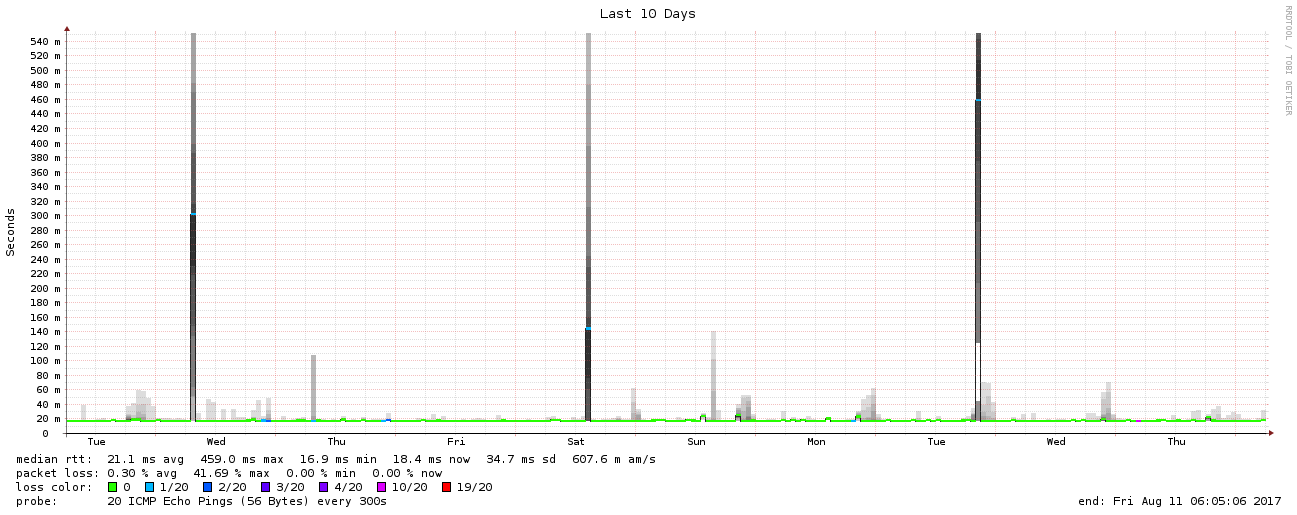 Last 10 Days
RRDTOOL / TOBI OETIKER
Seconds
540 m
520 m
500 m
480 m
460 m
440 m
420 m
400 m
380 m
360 m
340 m
320 m
300 m
280 m
260 m
240 m
220 m
200 m
180 m
160 m
140 m
120 m
100 m
80 m
60 m
40 m
20 m
0
Tue Wed Thu Fri Sat Sun Mon Tue Wed Thu
median rtt: 21.1 ms avg 459.0 ms max 16.9 ms min 18.4 ms now 34.7 ms sd 607.6 m am/s
packet loss: 0.30 % avg 41.69 % max 0.00 % min 0.00 % now
loss color: 0 1/20 2/20 3/20 4/20 10/20 19/20
probe: 20 ICMP Echo Pings (56 Bytes) every 300s end: Fri Aug 11 06:05:06 2017